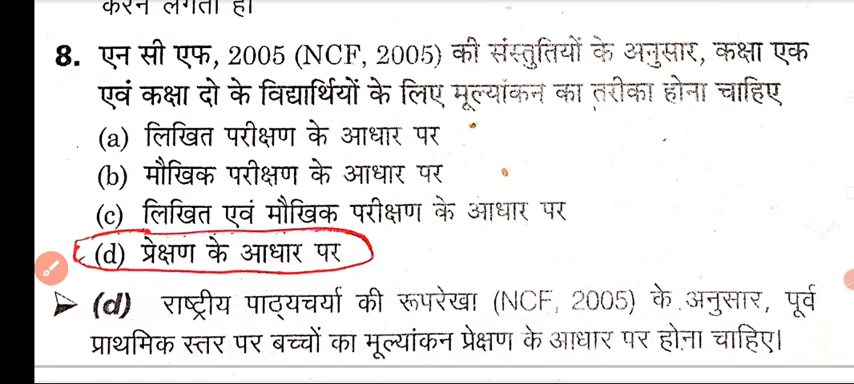 करने लगता है।
8. एन सी एफ, 2005 (NCF, 2005) की संस्तुतियों के अनुसार, कक्षा एक
एवं कक्षा दो के विद्यार्थियों के लिए मूल्यांकन का तरीका होना चाहिए
(a) लिखित परीक्षण के आधार पर
(b) मौखिक परीक्षण के आधार पर
(c) लिखित एवं मौखिक परीक्षण के आधार पर
(d) प्रेक्षण के आधार पर
(d) राष्ट्रीय पाठ्यचर्या की रूपरेखा (NCF, 2005) के अनुसार, पूर्व
प्राथमिक स्तर पर बच्चों का मूल्यांकन प्रेक्षण के आधार पर होना चाहिए।